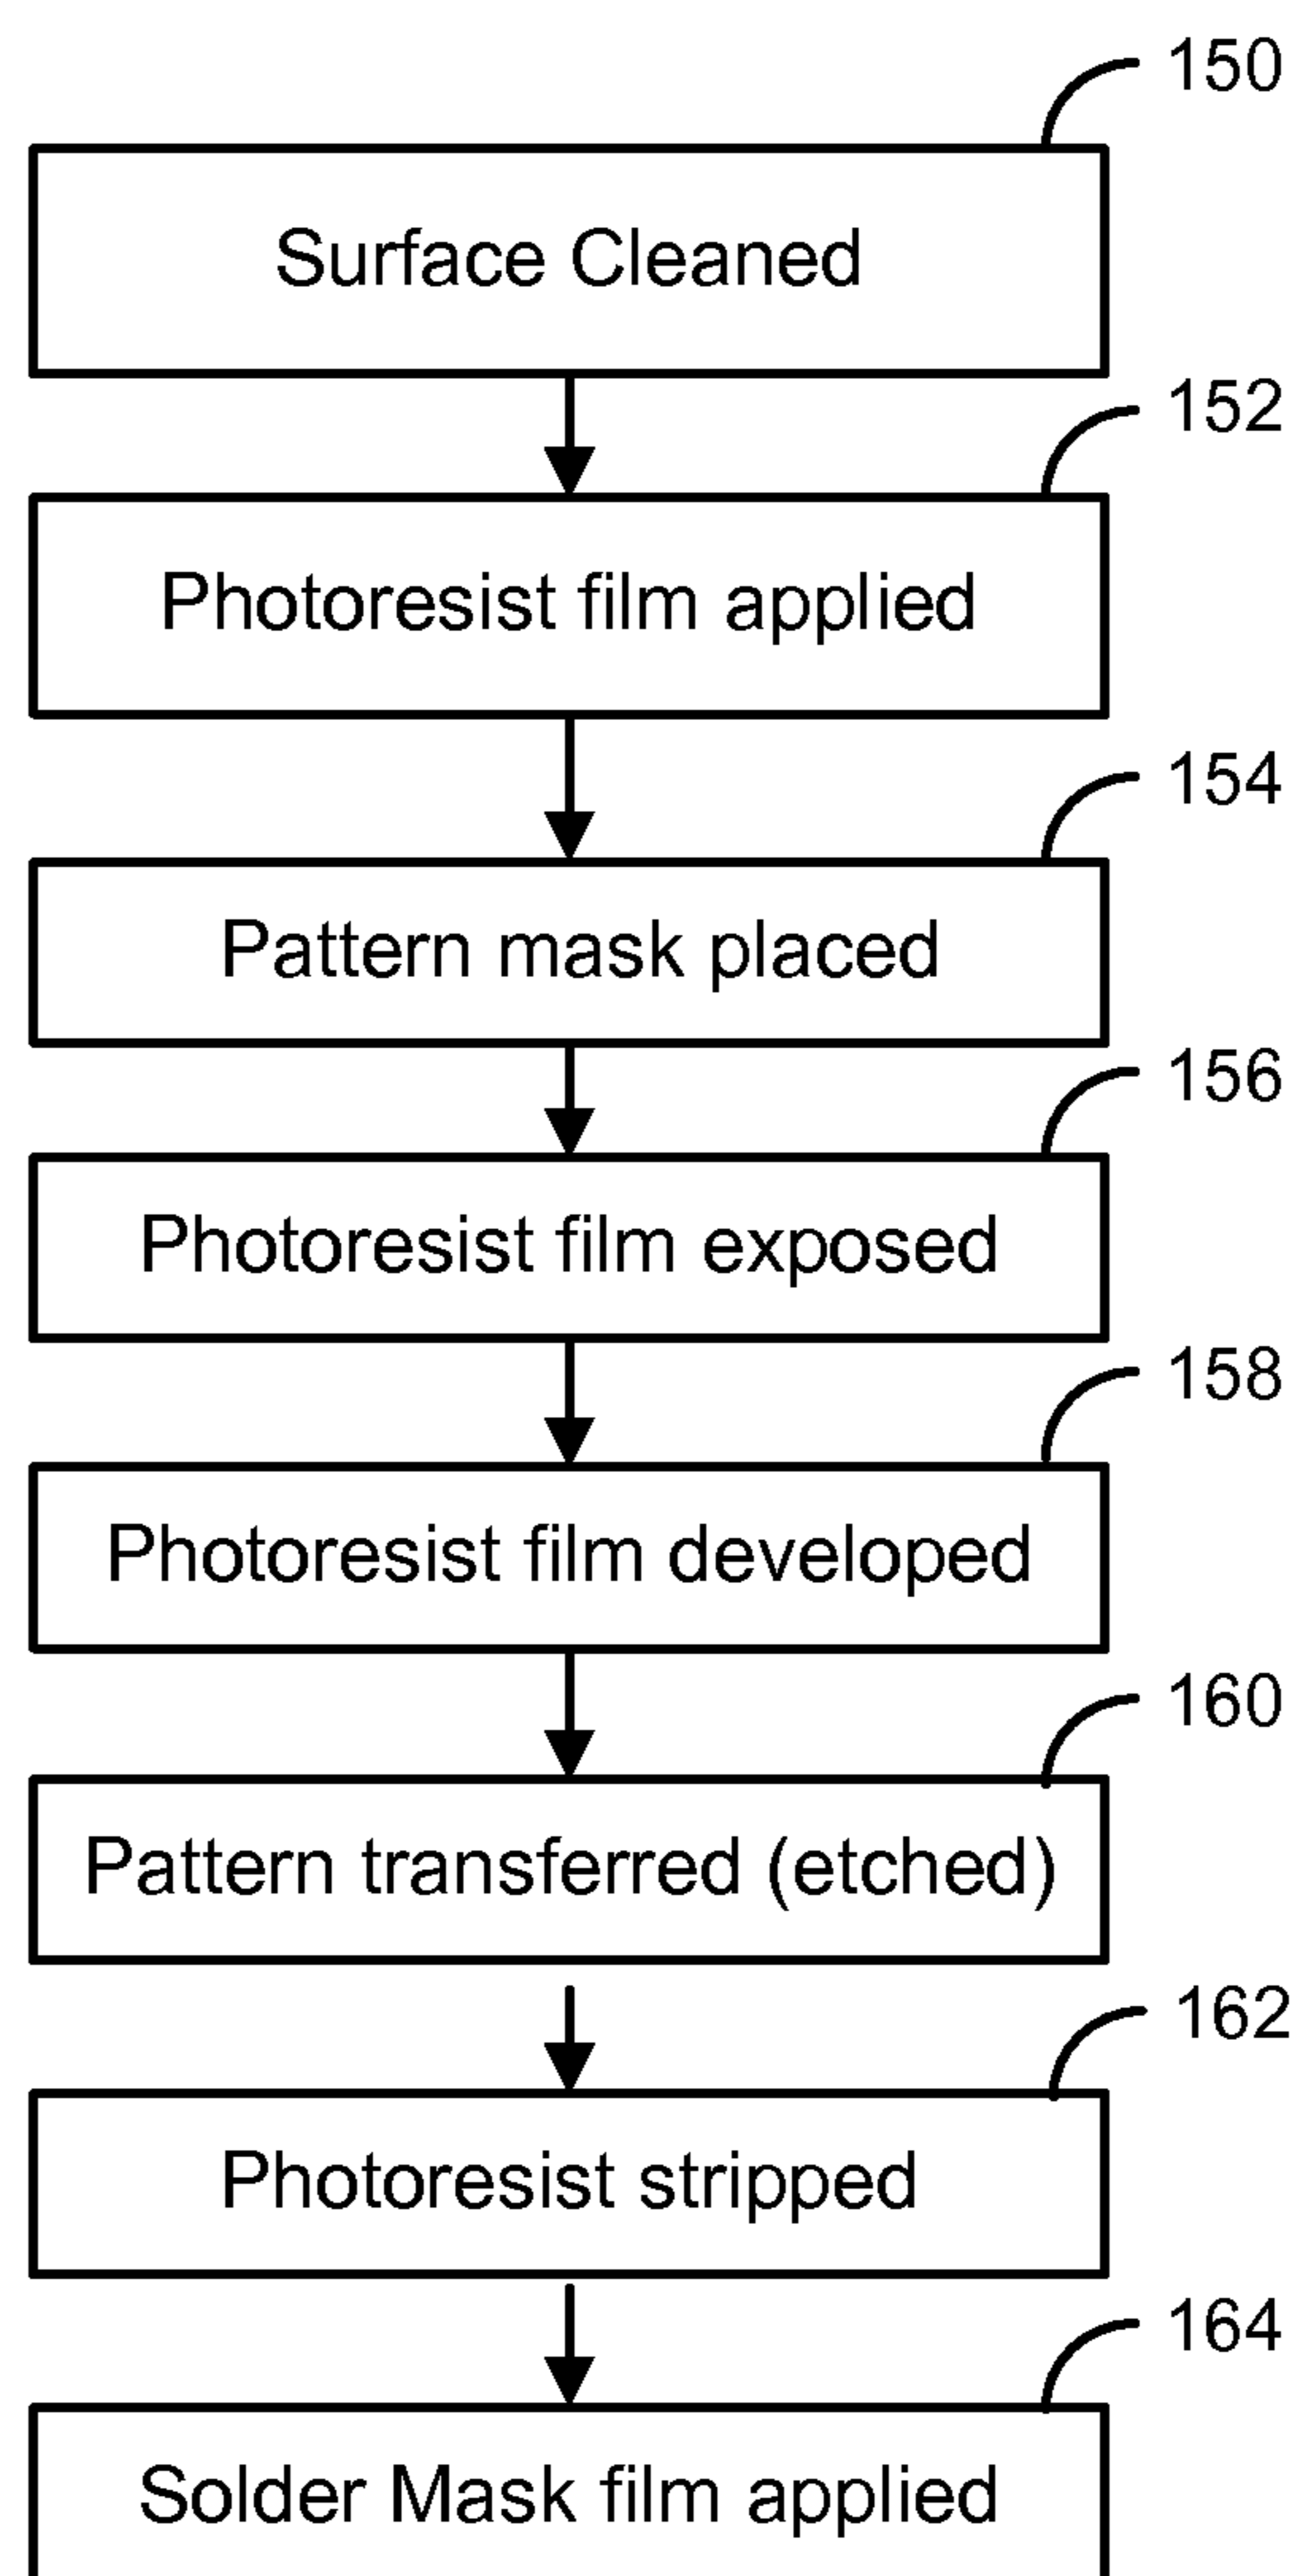 150
Surface Cleaned
152
Photoresist film applied
154
Pattern mask placed
156
Photoresist film exposed
158
Photoresist film developed
160
Pattern transferred (etched)
162
Photoresist stripped
164
Solder Mask film applied